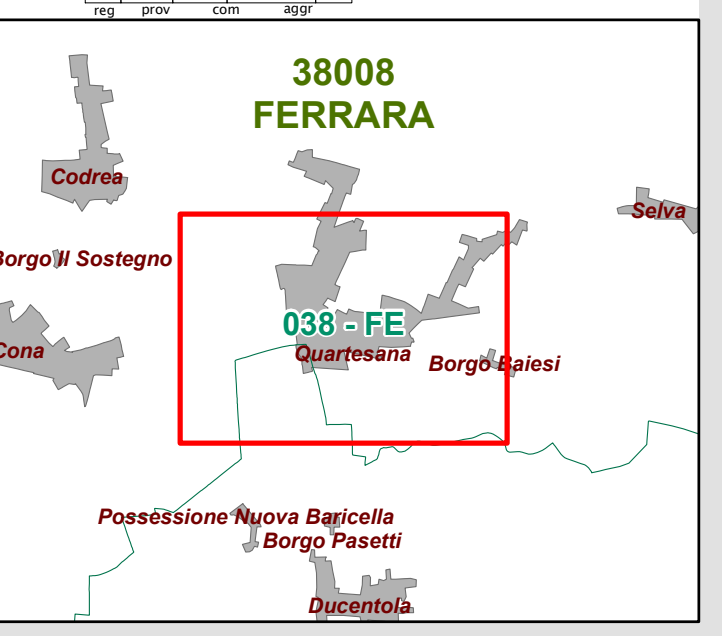 reg prov com aggr
38008
FERRARA
Codrea
Selva
Borgo Il Sostegno
038 - FE
Cona
Quartesana
Borgo Baiesi
Possessione Nuova Baricella
Borgo Pasetti
Ducentola